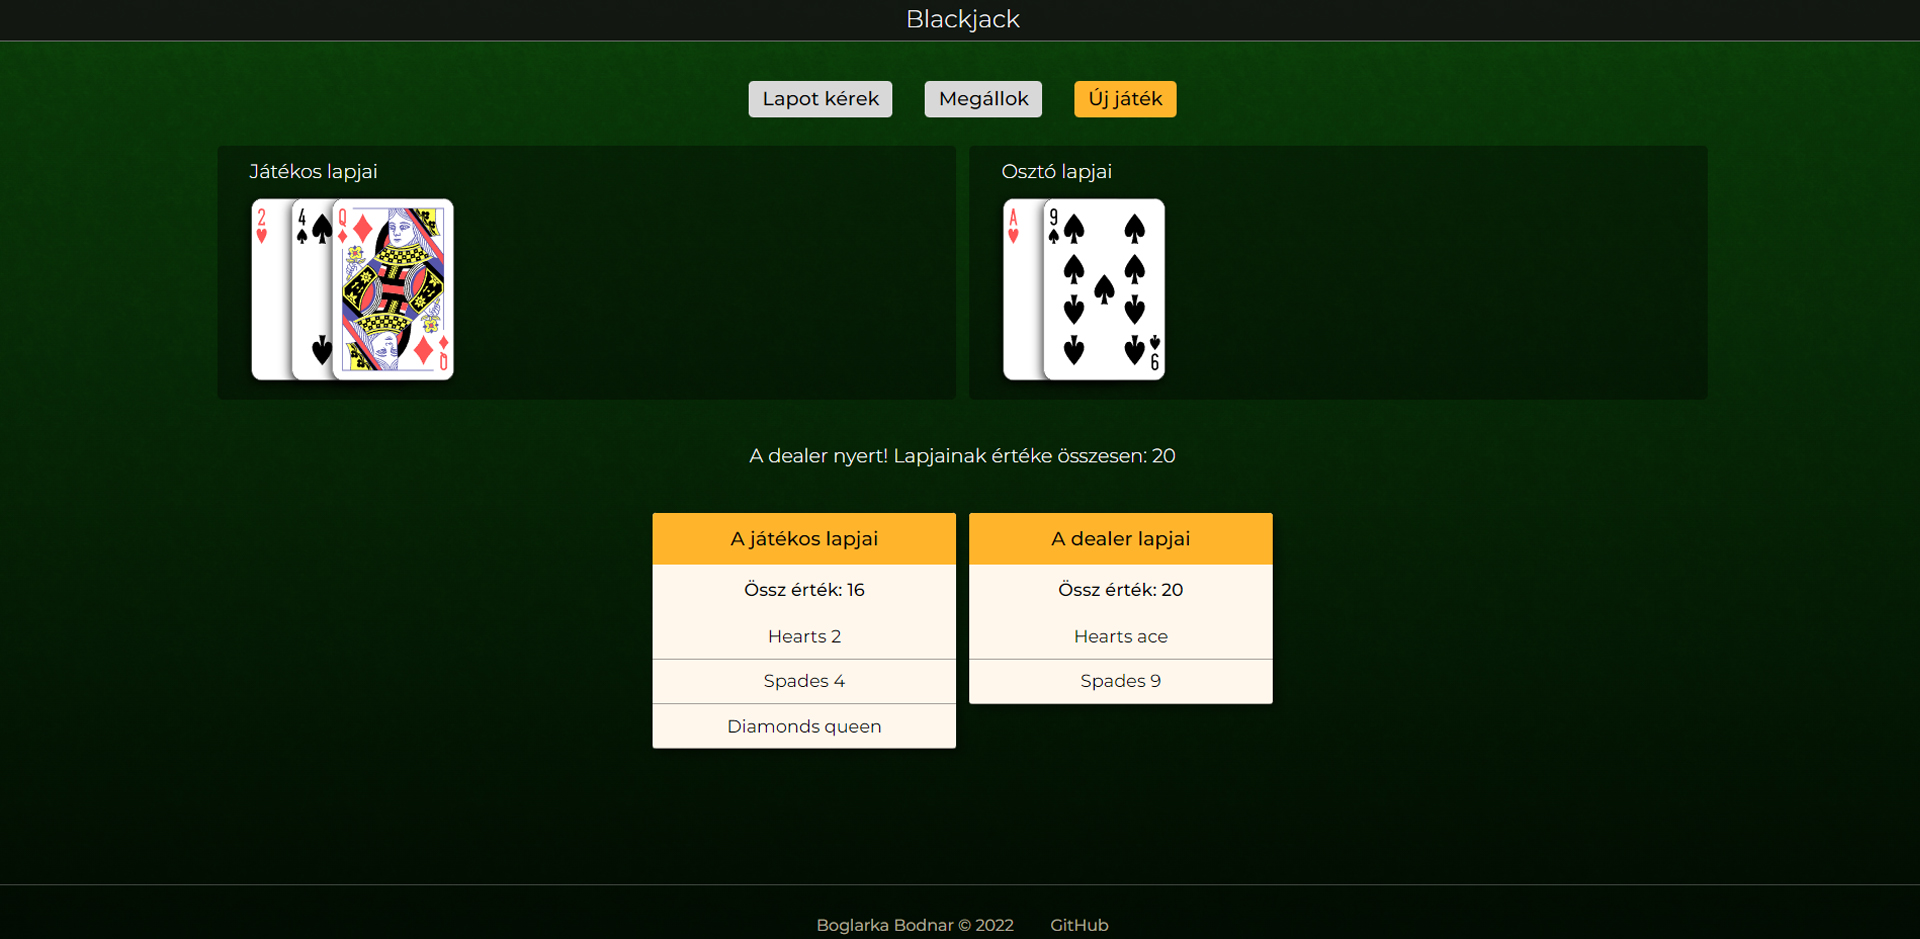 Blackjack
Lapot kérek Megállok Új játék
Játékos lapjai
2 4 Q
Q
Osztó lapjai
A 9
9
A dealer nyert! Lapjainak értéke összesen: 20
A játékos lapjai
Össz érték: 16
Hearts 2
Spades 4
Diamonds queen
A dealer lapjai
Össz érték: 20
Hearts ace
Spades 9
Boglarka Bodnar © 2022 GitHub